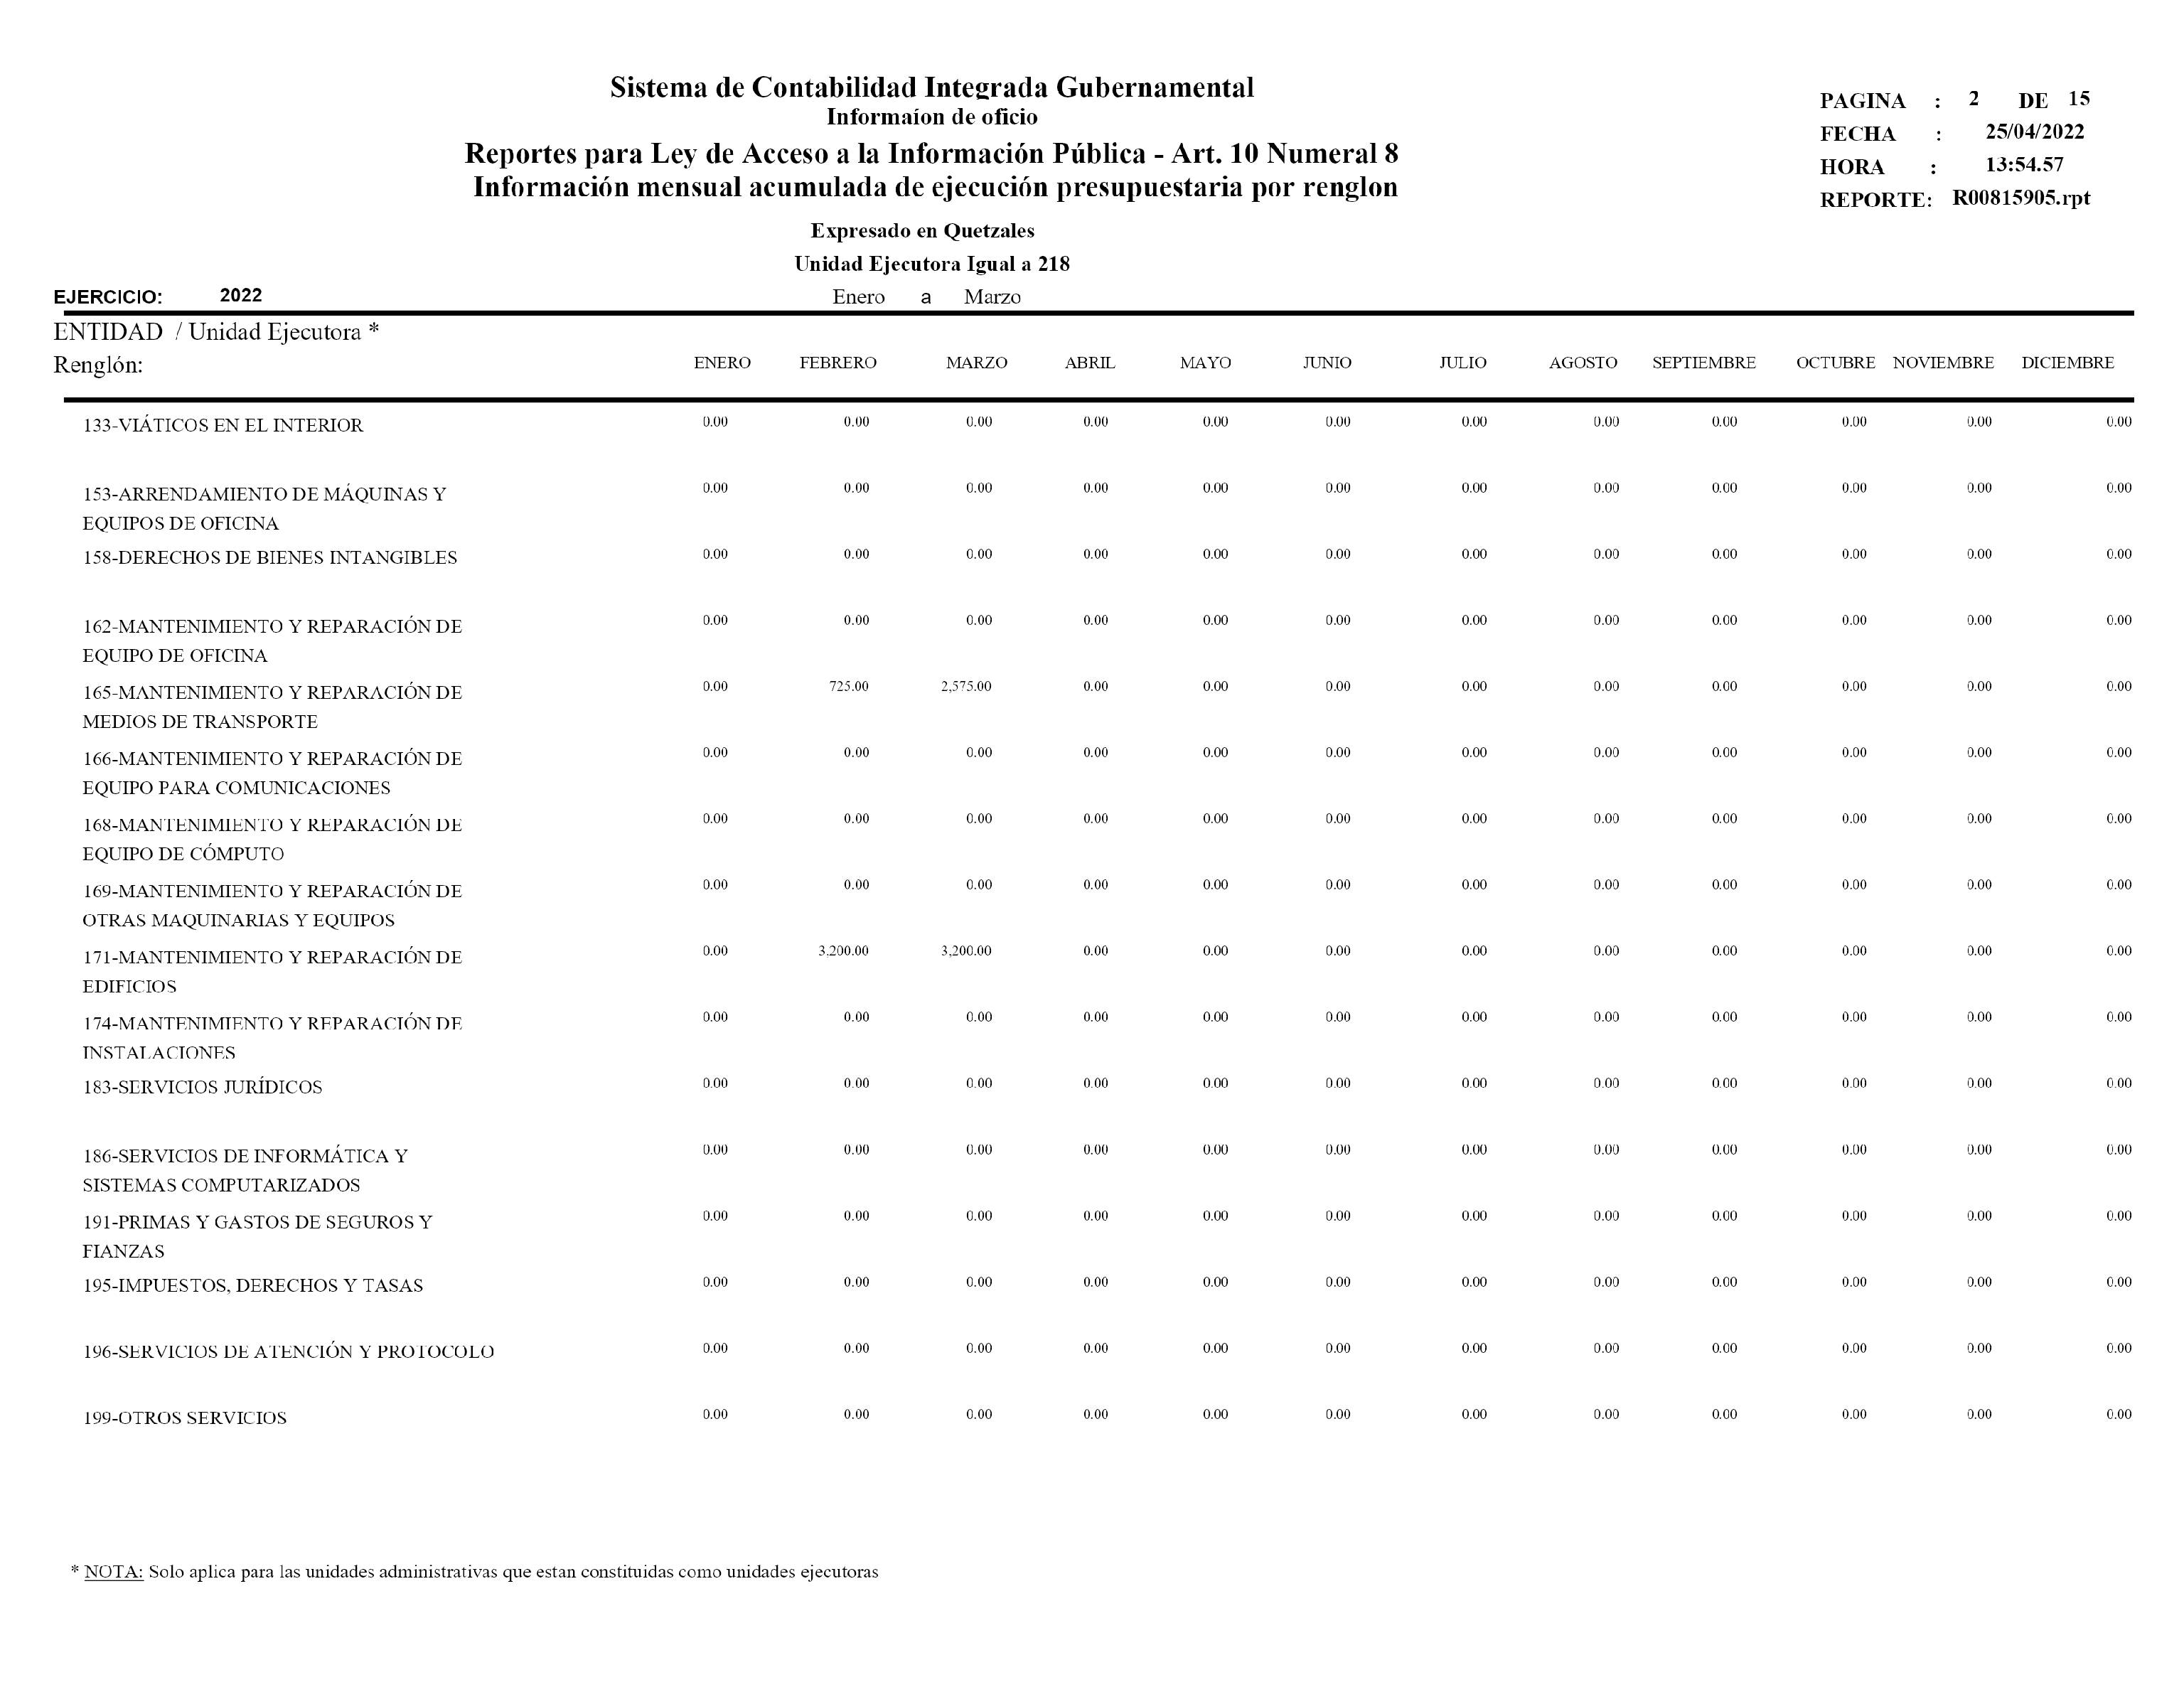 Sistema de Contabilidad Integrada Gubernamental
Informaíon de oficio
Reportes para Ley de Acceso a la Información Pública - Art. 10 Numeral 8
Información mensual acumulada de ejecución presupuestaria por renglon
Expresado en Quetzales
Unidad Ejecutora Igual a 218
PAGINA : 2 DE 15
FECHA : 25/04/2022
HORA : 13:54.57
REPORTE: R00815905.rpt
EJERCICIO: 2022 Enero a Marzo
ENTIDAD / Unidad Ejecutora *
Renglón: ENERO FEBRERO MARZO ABRIL MAYO JUNIO JULIO AGOSTO SEPTIEMBRE OCTUBRE NOVIEMBRE DICIEMBRE
133-VIÁTICOS EN EL INTERIOR 0.00 0.00 0.00 0.00 0.00 0.00 0.00 0.00 0.00 0.00 0.00 0.00
153-ARRENDAMIENTO DE MÁQUINAS Y 0.00 0.00 0.00 0.00 0.00 0.00 0.00 0.00 0.00 0.00 0.00 0.00
EQUIPOS DE OFICINA
158-DERECHOS DE BIENES INTANGIBLES 0.00 0.00 0.00 0.00 0.00 0.00 0.00 0.00 0.00 0.00 0.00 0.00
162-MANTENIMIENTO Y REPARACIÓN DE 0.00 0.00 0.00 0.00 0.00 0.00 0.00 0.00 0.00 0.00 0.00 0.00
EQUIPO DE OFICINA
165-MANTENIMIENTO Y REPARACIÓN DE 0.00 725.00 2,575.00 0.00 0.00 0.00 0.00 0.00 0.00 0.00 0.00 0.00
MEDIOS DE TRANSPORTE
166-MANTENIMIENTO Y REPARACIÓN DE 0.00 0.00 0.00 0.00 0.00 0.00 0.00 0.00 0.00 0.00 0.00 0.00
EQUIPO PARA COMUNICACIONES
168-MANTENIMIENTO Y REPARACIÓN DE 0.00 0.00 0.00 0.00 0.00 0.00 0.00 0.00 0.00 0.00 0.00 0.00
EQUIPO DE CÓMPUTO
169-MANTENIMIENTO Y REPARACIÓN DE 0.00 0.00 0.00 0.00 0.00 0.00 0.00 0.00 0.00 0.00 0.00 0.00
OTRAS MAQUINARIAS Y EQUIPOS
171-MANTENIMIENTO Y REPARACIÓN DE 0.00 3,200.00 3,200.00 0.00 0.00 0.00 0.00 0.00 0.00 0.00 0.00 0.00
EDIFICIOS
174-MANTENIMIENTO Y REPARACIÓN DE 0.00 0.00 0.00 0.00 0.00 0.00 0.00 0.00 0.00 0.00 0.00 0.00
INSTALACIONES
183-SERVICIOS JURÍDICOS 0.00 0.00 0.00 0.00 0.00 0.00 0.00 0.00 0.00 0.00 0.00 0.00
186-SERVICIOS DE INFORMÁTICA Y 0.00 0.00 0.00 0.00 0.00 0.00 0.00 0.00 0.00 0.00 0.00 0.00
SISTEMAS COMPUTARIZADOS
191-PRIMAS Y GASTOS DE SEGUROS Y 0.00 0.00 0.00 0.00 0.00 0.00 0.00 0.00 0.00 0.00 0.00 0.00
FIANZAS
195-IMPUESTOS, DERECHOS Y TASAS 0.00 0.00 0.00 0.00 0.00 0.00 0.00 0.00 0.00 0.00 0.00 0.00
196-SERVICIOS DE ATENCIÓN Y PROTOCOLO 0.00 0.00 0.00 0.00 0.00 0.00 0.00 0.00 0.00 0.00 0.00 0.00
199-OTROS SERVICIOS 0.00 0.00 0.00 0.00 0.00 0.00 0.00 0.00 0.00 0.00 0.00 0.00
* NOTA: Solo aplica para las unidades administrativas que estan constituidas como unidades ejecutoras